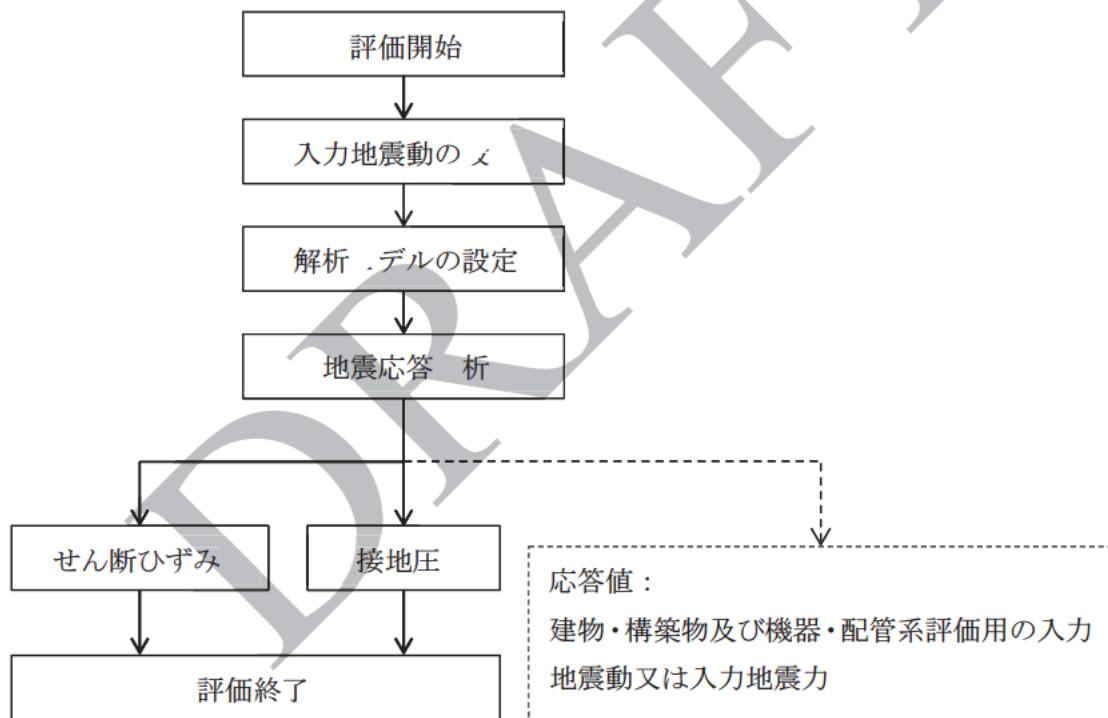 評価開始
入力地震動の
解析 デルの設定
地震応答 析
せん断ひずみ
接地圧
応答値:
建物・構築物及び機器・配管系評価用の入力
地震動又は入力地震力
評価終了
DRAFT